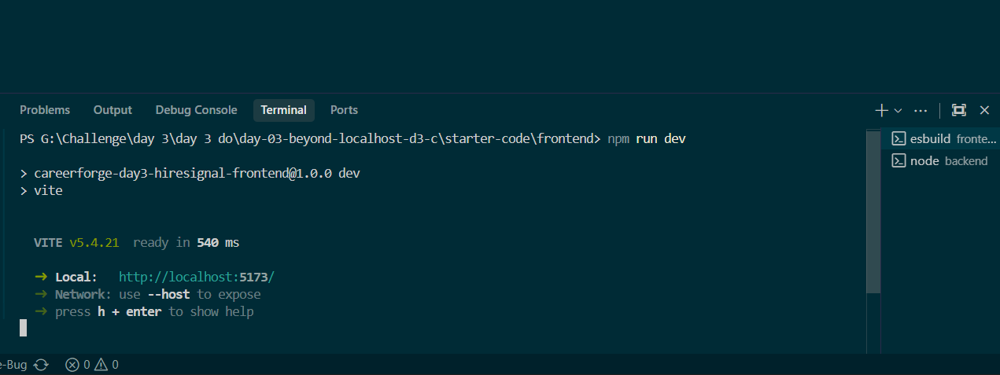 Problems Output Debug Console Terminal Ports
PS G:\Challenge\day 3\day 3 do\day-03-beyond-localhost-d3-c\starter-code\frontend> npm run dev
> careerforge-day3-hiresignal-frontend@1.0.0 dev
> vite
VITE v5.4.21 ready in 540 ms
➜ Local: http://localhost:5173/
➜ Network: use --host to expose
➜ press h + enter to show help
esbuild fronte...
node backend
e-Bug 0 0